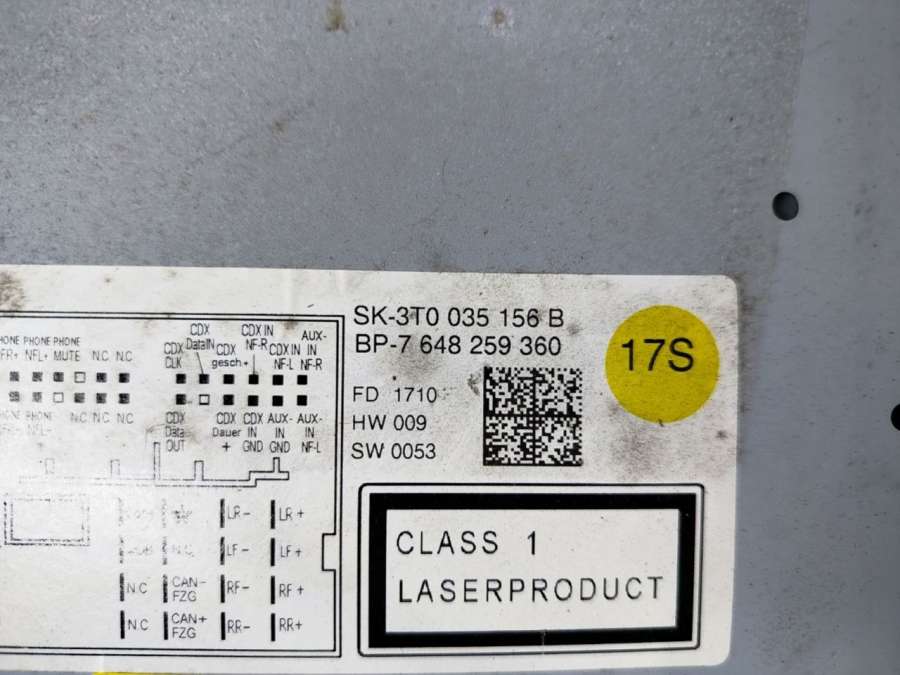 SK-3T0 035 156 B
BP-7 648 259 360
17S
FD 1710
HW 009
SW 0053
CLASS 1
LASERPRODUCT
PHONE PHONE
NFL+ MUTE N.C N.C
CDX CLK
CDX DataIN
CDX gesch+
CDX IN NF-R
CDX IN NF-L
AUX-IN NF-R
N.C N.C N.C
CDX Data OUT
CDX Dauer +
CDX IN GND
AUX-IN GND
AUX-IN NF-L
LR- LR+
N.C LF- LF+
N.C CAN-FZG RF- RF+
N.C CAN+FZG RR- RR+